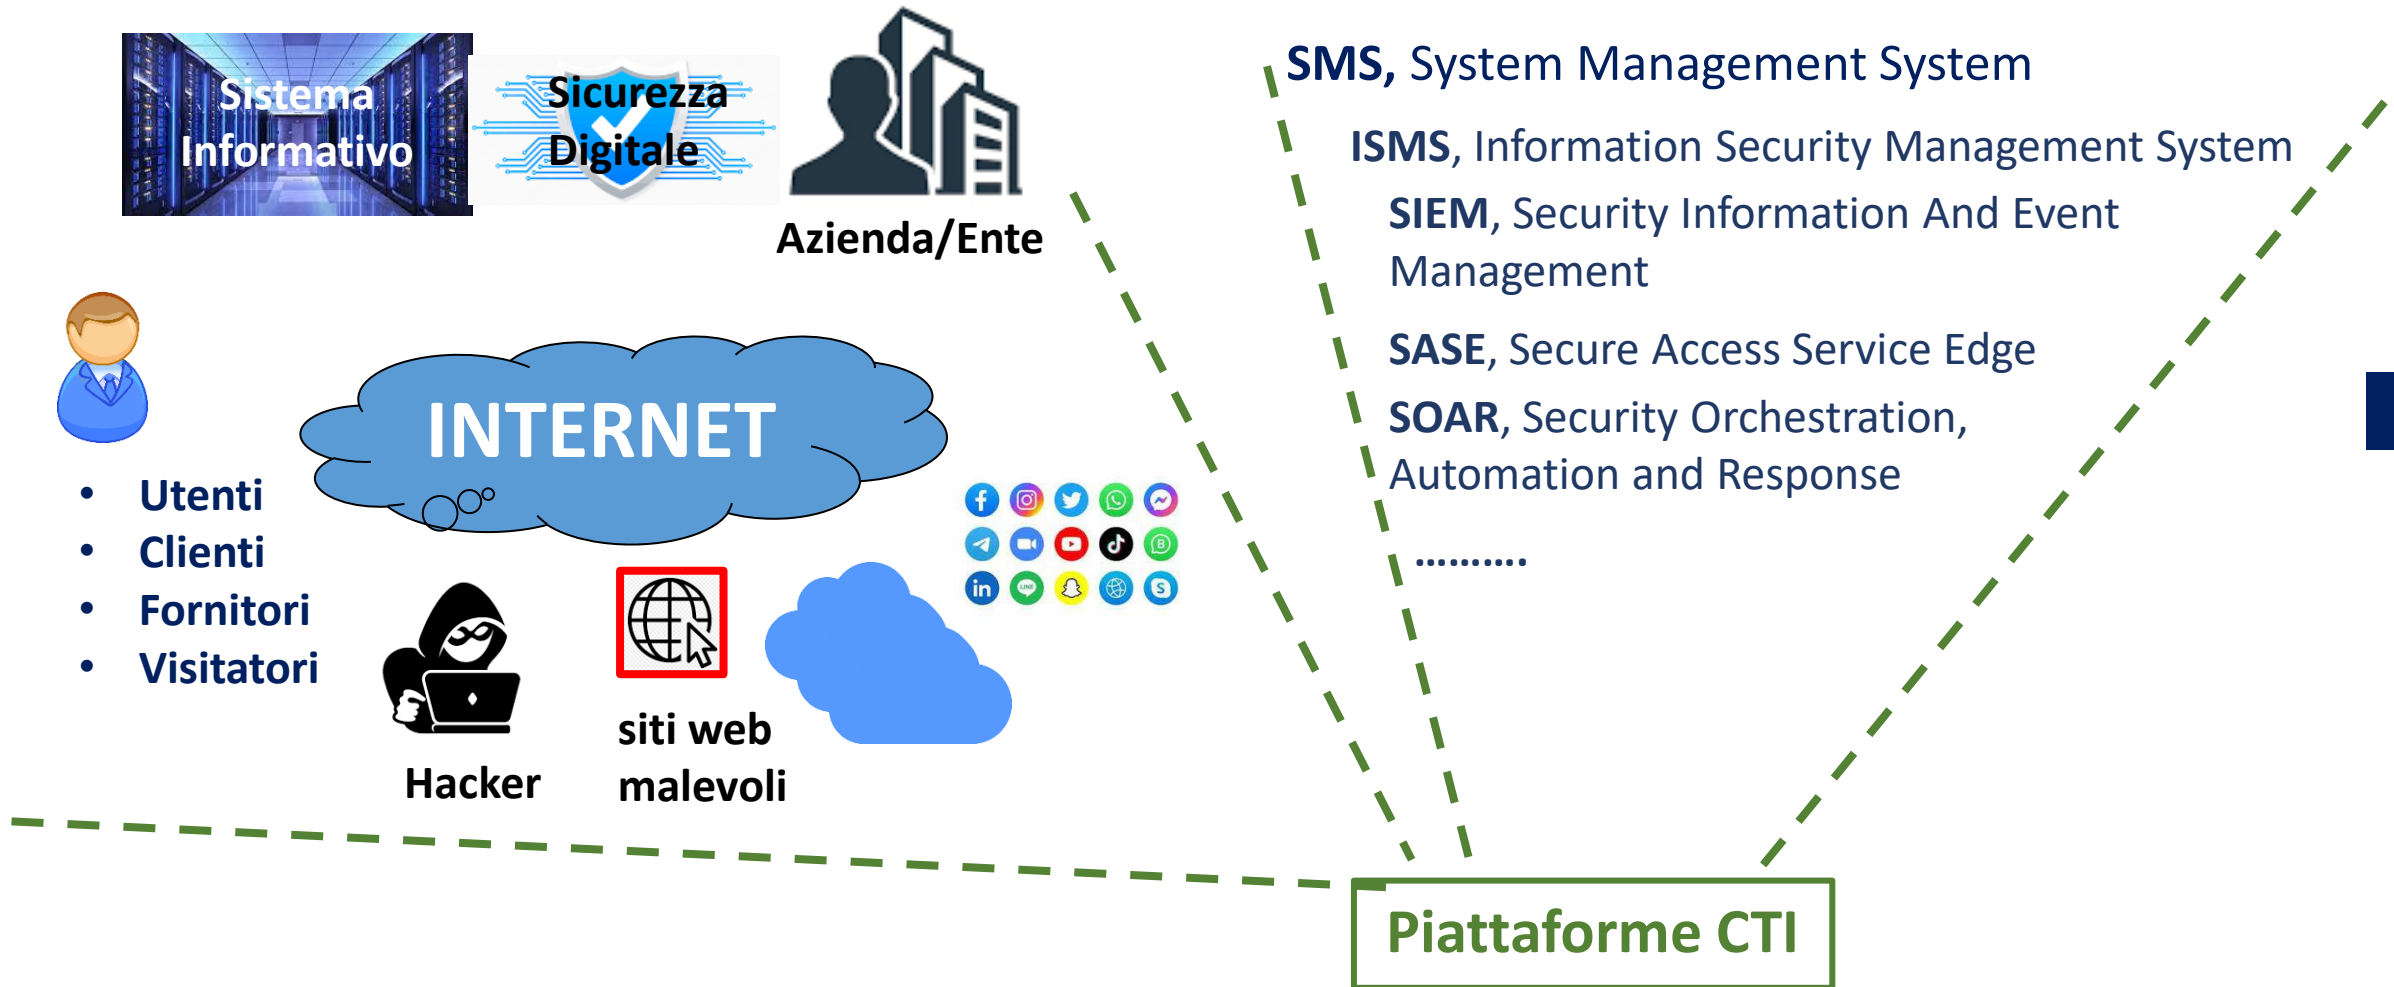 Sistema
Informativo
Sicurezza
Digitale
Azienda/Ente
INTERNET
• Utenti
• Clienti
• Fornitori
• Visitatori
Hacker
siti web
malevoli
SMS, System Management System
ISMS, Information Security Management System
SIEM, Security Information And Event
Management
SASE, Secure Access Service Edge
SOAR, Security Orchestration,
Automation and Response
..........
Piattaforme CTI